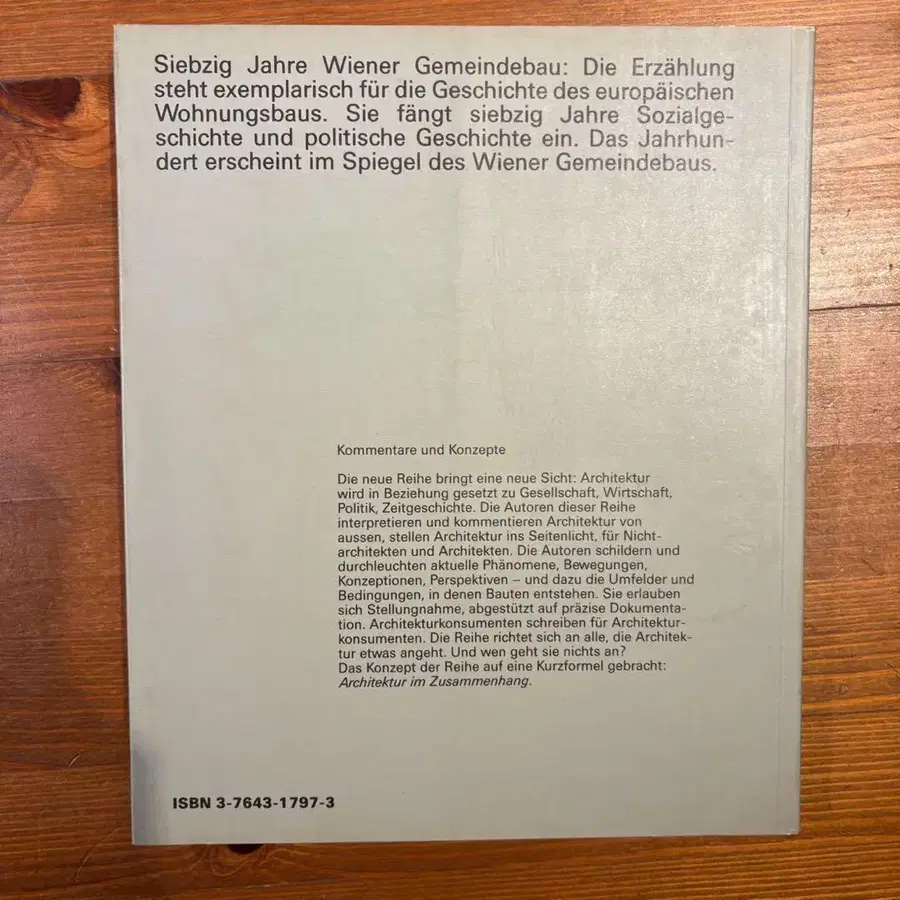 Siebzig Jahre Wiener Gemeindebau: Die Erzählung
steht exemplarisch für die Geschichte des europäischen
Wohnungsbaus. Sie fängt siebzig Jahre Sozialge-
schichte und politische Geschichte ein. Das Jahrhun-
dert erscheint im Spiegel des Wiener Gemeindebaus.
Kommentare und Konzepte
Die neue Reihe bringt eine neue Sicht: Architektur
wird in Beziehung gesetzt zu Gesellschaft, Wirtschaft,
Politik, Zeitgeschichte. Die Autoren dieser Reihe
interpretieren und kommentieren Architektur von
aussen, stellen Architektur ins Seitenlicht, für Nicht-
architekten und Architekten. Die Autoren schildern und
durchleuchten aktuelle Phänomene, Bewegungen,
Konzeptionen, Perspektiven – und dazu die Umfelder und
Bedingungen, in denen Bauten entstehen. Sie erlauben
sich Stellungnahme, abgestützt auf präzise Dokumenta-
tion. Architekturkonsumenten schreiben für Architektur-
konsumenten. Die Reihe richtet sich an alle, die Architek-
tur etwas angeht. Und wen geht sie nichts an?
Das Konzept der Reihe auf eine Kurzformel gebracht:
Architektur im Zusammenhang.
ISBN 3-7643-1797-3